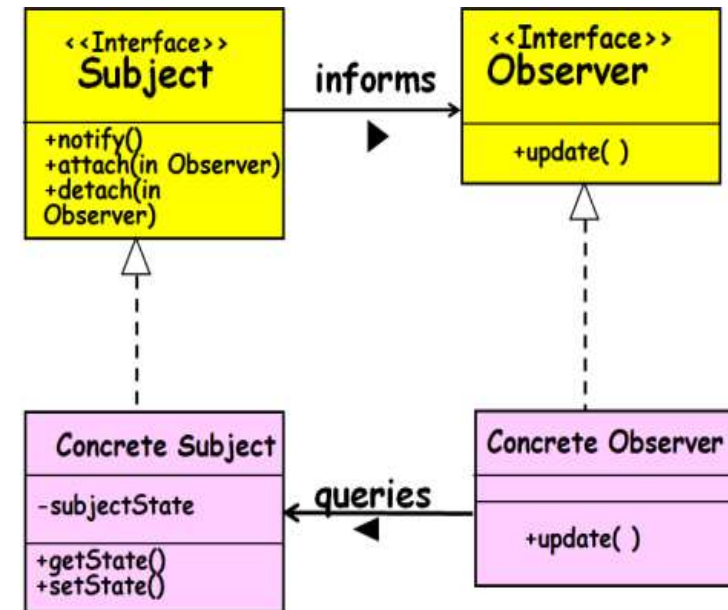 <<Interface>>
Subject
+notify()
+attach(in Observer)
+detach(in
Observer)
informs
<<Interface>>
Observer
+update( )
Concrete Subject
-subjectState
+getState()
+setState()
queries
Concrete Observer
+update( )